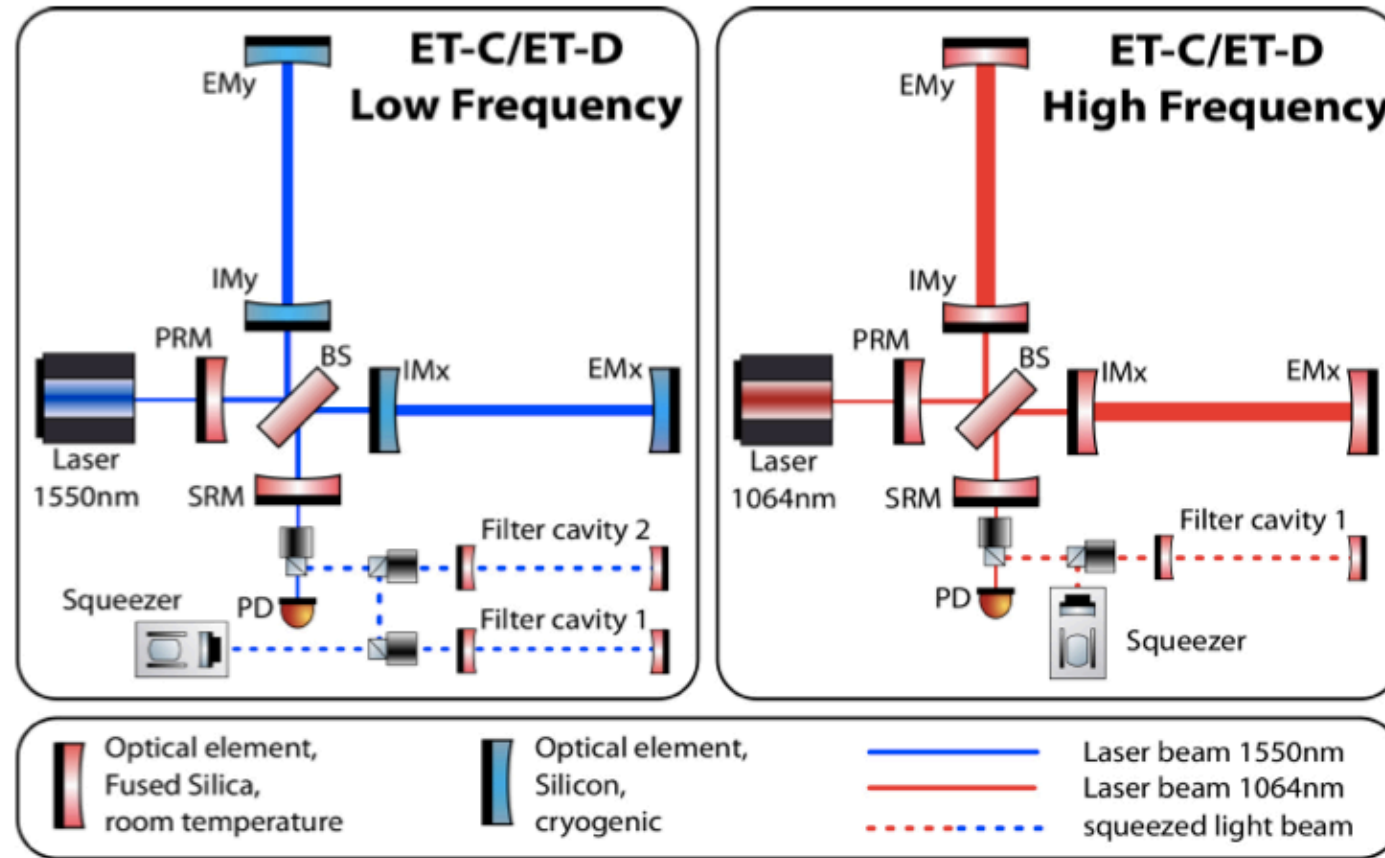 ET-C/ET-D
Low Frequency
EMy
IMy
PRM
BS
IMx
EMx
Laser
1550nm
SRM
Filter cavity 2
Squeezer
PD
Filter cavity 1
ET-C/ET-D
High Frequency
EMy
IMy
PRM
BS
IMx
EMx
Laser
1064nm
SRM
Filter cavity 1
PD
Squeezer
Optical element,
Fused Silica,
room temperature
Optical element,
Silicon,
cryogenic
Laser beam 1550nm
Laser beam 1064nm
squeezed light beam